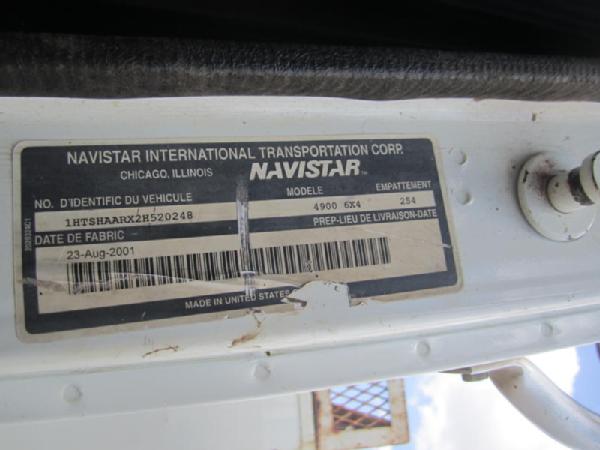 NAVISTAR INTERNATIONAL TRANSPORTATION CORP.
CHICAGO, ILLINOIS NAVISTAR™
NO. D'IDENTIFIC DU VEHICULE MODELE EMPATTEMENT
1HTSHAARX2H520248 4900 6X4 254
DATE DE FABRIC PREP-LIEU DE LIVRAISON-DATE
23-Aug-2001
MADE IN UNITED STATES